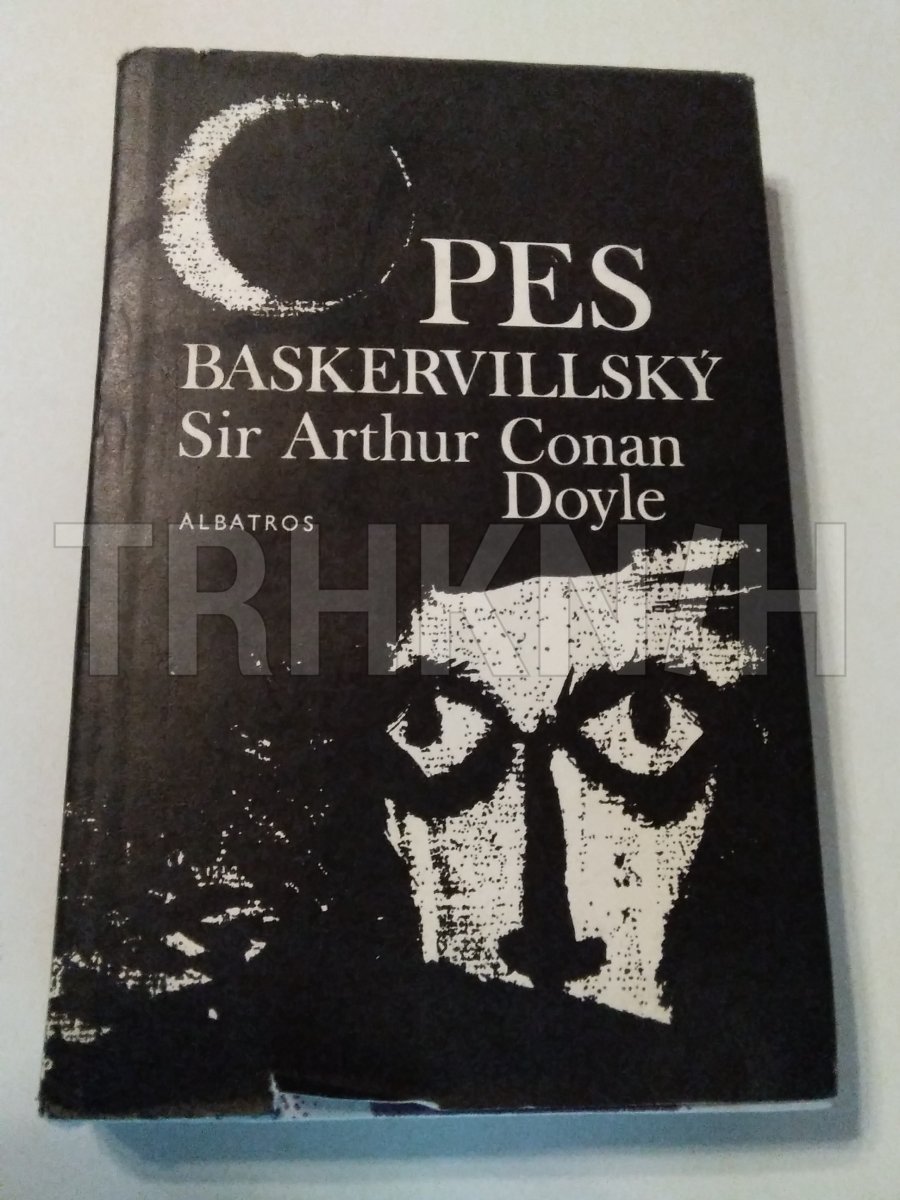 PES
BASKERVILLSKÝ
Sir Arthur Conan
Doyle
ALBATROS
TRHKNIH